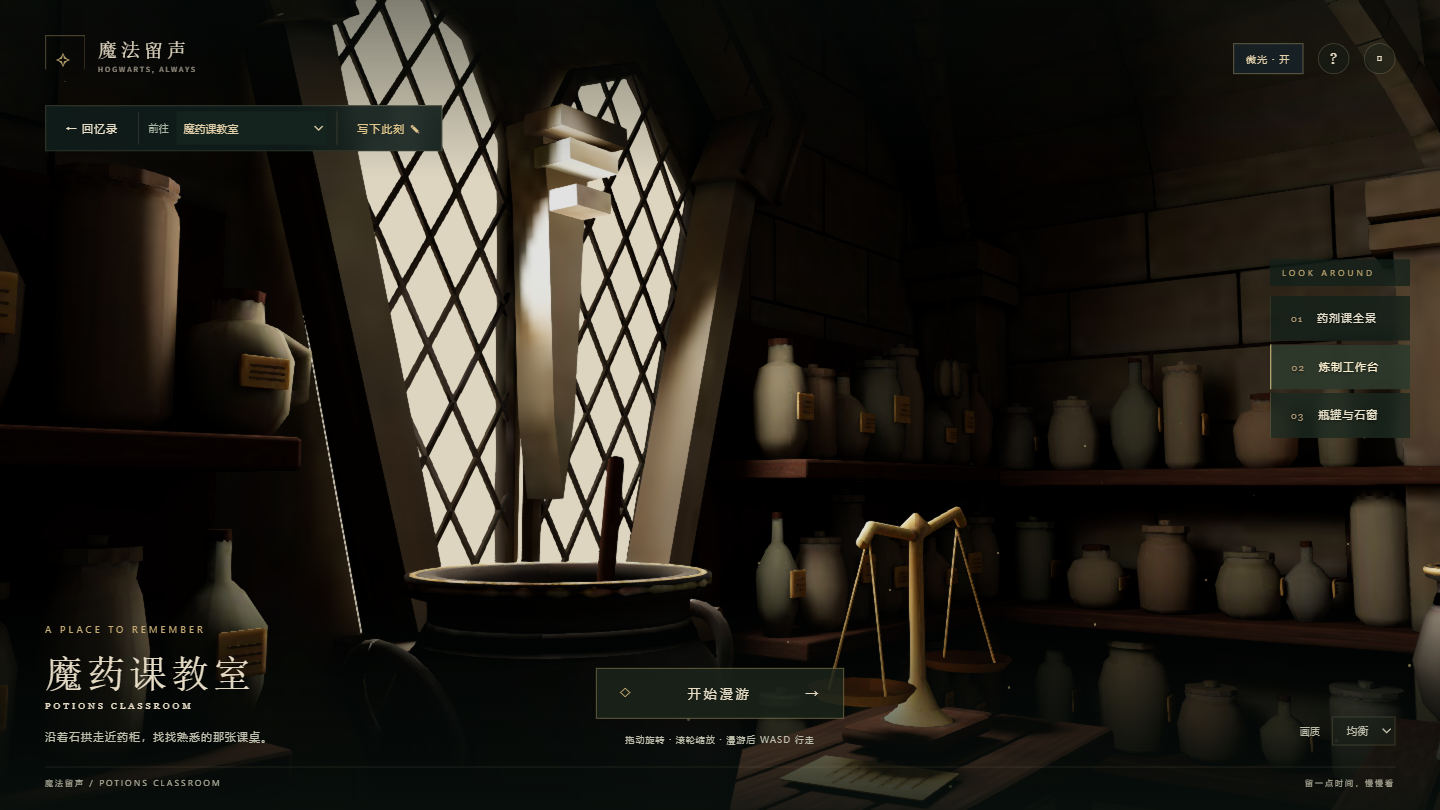 魔法留声
HOGWARTS, ALWAYS
微光 · 开
?
← 回忆录
前往
魔药课教室
写下此刻
LOOK AROUND
01 药剂课全景
02 炼制工作台
03 瓶罐与石窗
A PLACE TO REMEMBER
魔药课教室
POTIONS CLASSROOM
沿着石拱走近药柜，找找熟悉的那张课桌。
开始漫游 →
拖动旋转 · 滚轮缩放 · 漫游后 WASD 行走
画质 均衡
魔法留声 / POTIONS CLASSROOM
留一点时间，慢慢看